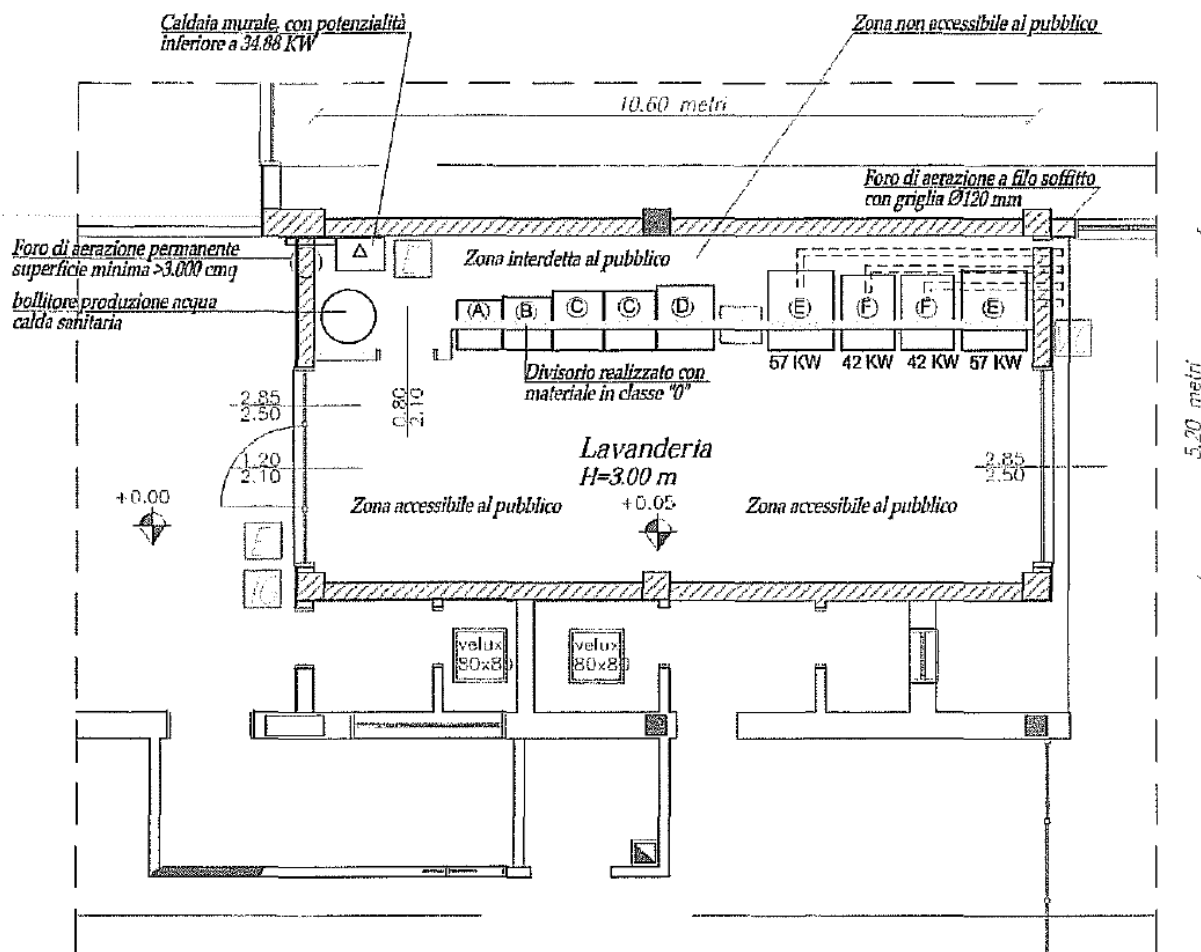 Caldaia murale, con potenzialità
inferiore a 34.88 KW
Zona non accessibile al pubblico
10.60 metri
Foro di aerazione a filo soffitto
con griglia Ø120 mm
Foro di aerazione permanente
superficie minima >3.000 cmq
Zona interdetta al pubblico
bollitore produzione acqua
calda sanitaria
A B C C D E F F E
57 KW 42 KW 42 KW 57 KW
Divisorio realizzato con
materiale in classe "0"
0.80
2.10
2.85
2.50
1.20
2.10
Lavanderia
H=3.00 m
2.85
2.50
5.20 metri
+0.00
Zona accessibile al pubblico
+0.05
Zona accessibile al pubblico
velux
80x80
velux
80x80